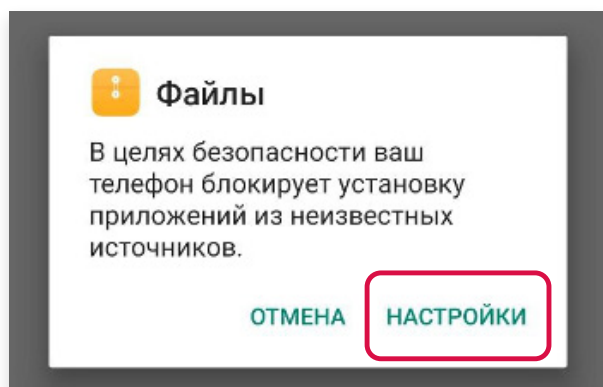 Файлы
В целях безопасности ваш
телефон блокирует установку
приложений из неизвестных
источников.
ОТМЕНА НАСТРОЙКИ